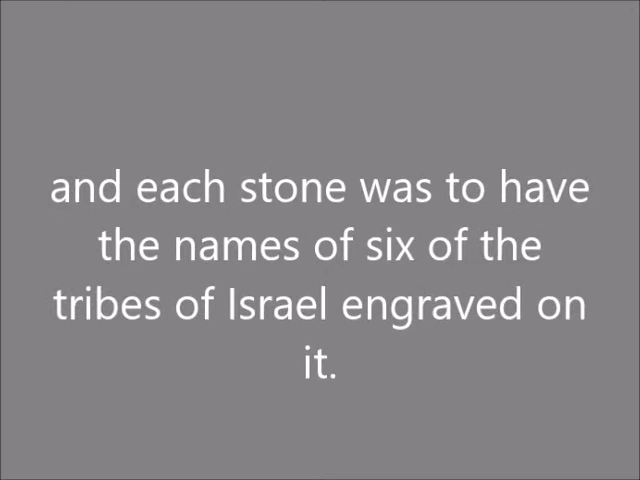 and each stone was to have
the names of six of the
tribes of Israel engraved on
it.